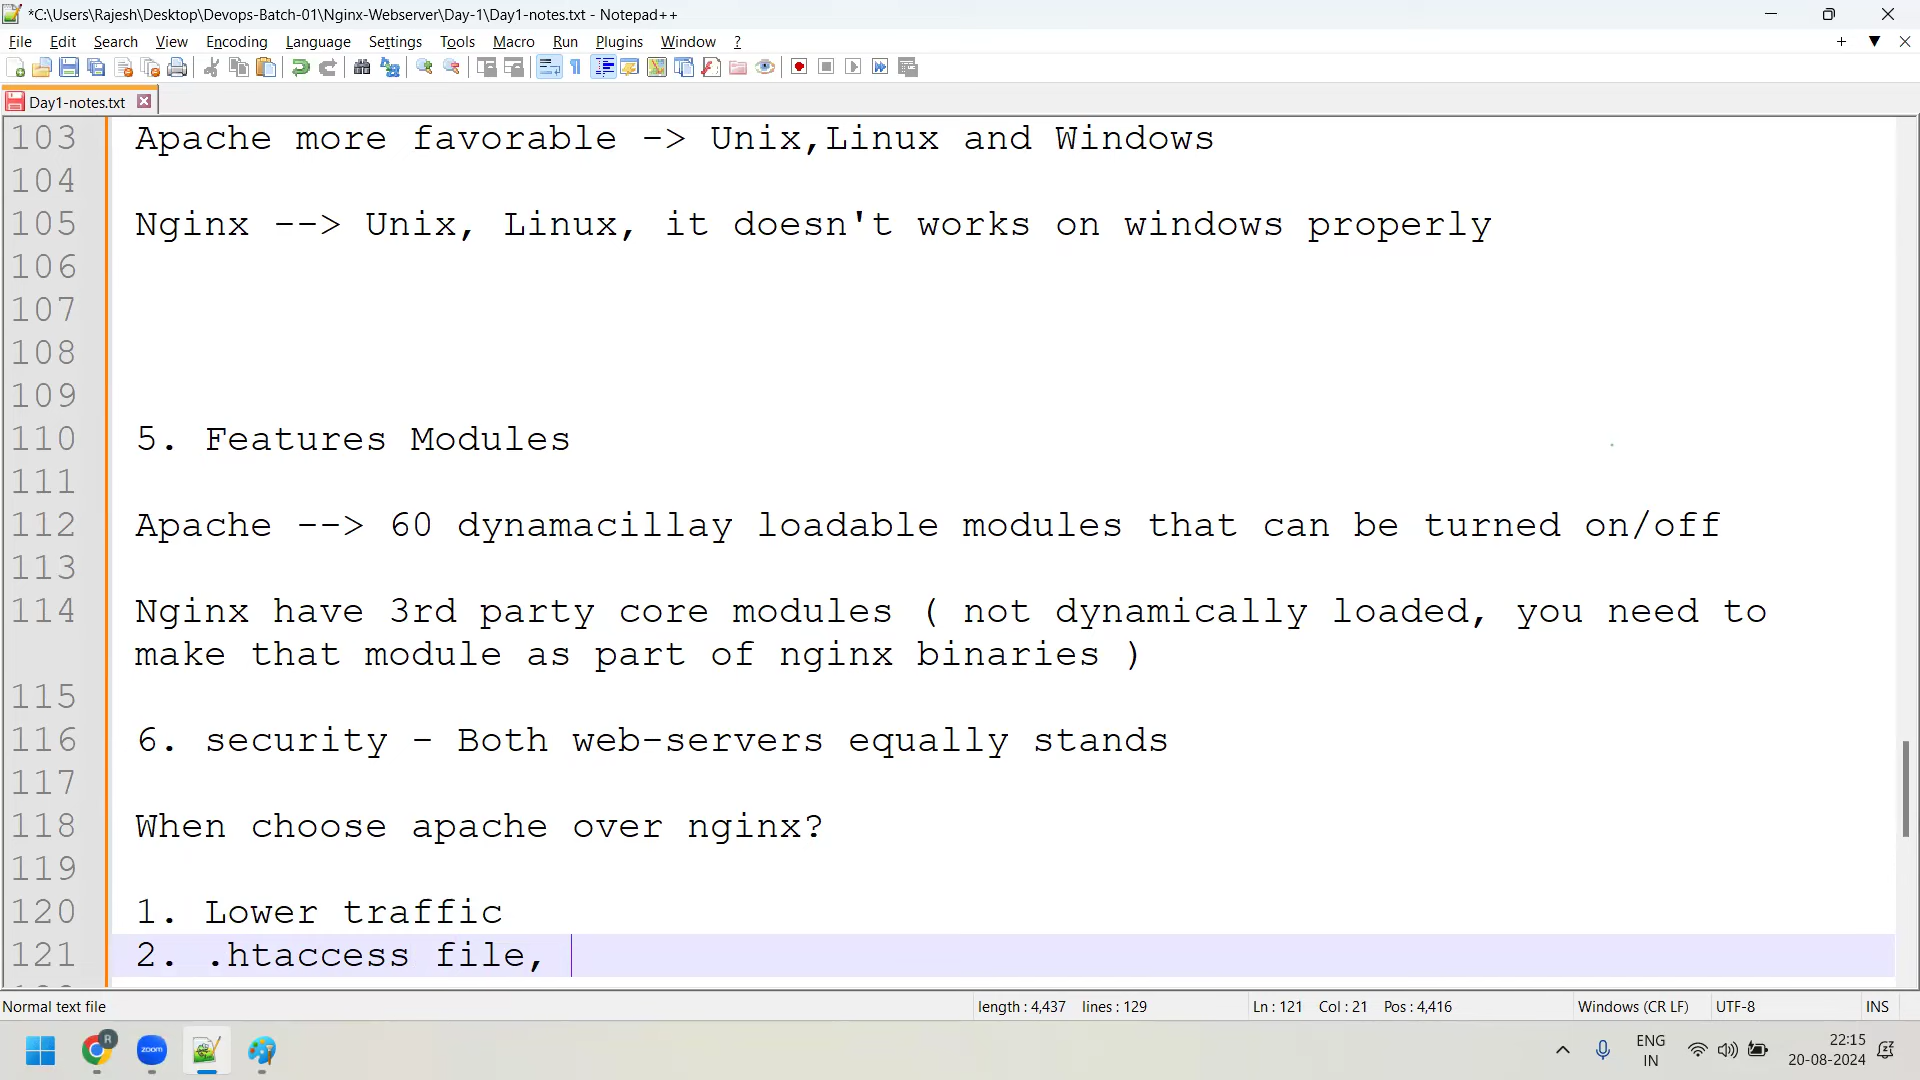 *C:\Users\Rajesh\Desktop\Devops-Batch-01\Nginx-Webserver\Day-1\Day1-notes.txt - Notepad++
File Edit Search View Encoding Language Settings Tools Macro Run Plugins Window ?
Day1-notes.txt
103 Apache more favorable -> Unix,Linux and Windows
104
105 Nginx --> Unix, Linux, it doesn't works on windows properly
106
107
108
109
110 5. Features Modules
111
112 Apache --> 60 dynamacillay loadable modules that can be turned on/off
113
114 Nginx have 3rd party core modules ( not dynamically loaded, you need to
make that module as part of nginx binaries )
115
116 6. security - Both web-servers equally stands
117
118 When choose apache over nginx?
119
120 1. Lower traffic
121 2. .htaccess file,
Normal text file length : 4,437 lines : 129 Ln : 121 Col : 21 Pos : 4,416 Windows (CR LF) UTF-8 INS
R
zoom
ENG
IN
22:15
20-08-2024